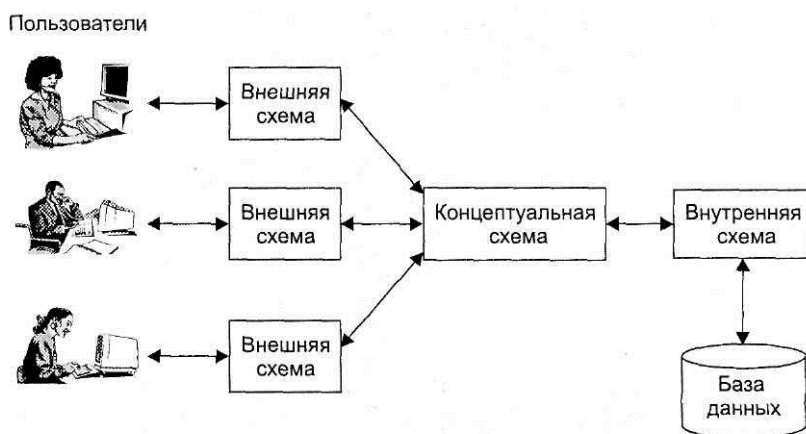 Пользователи
Внешняя
схема
Внешняя
схема
Концептуальная
схема
Внутренняя
схема
Внешняя
схема
База
данных